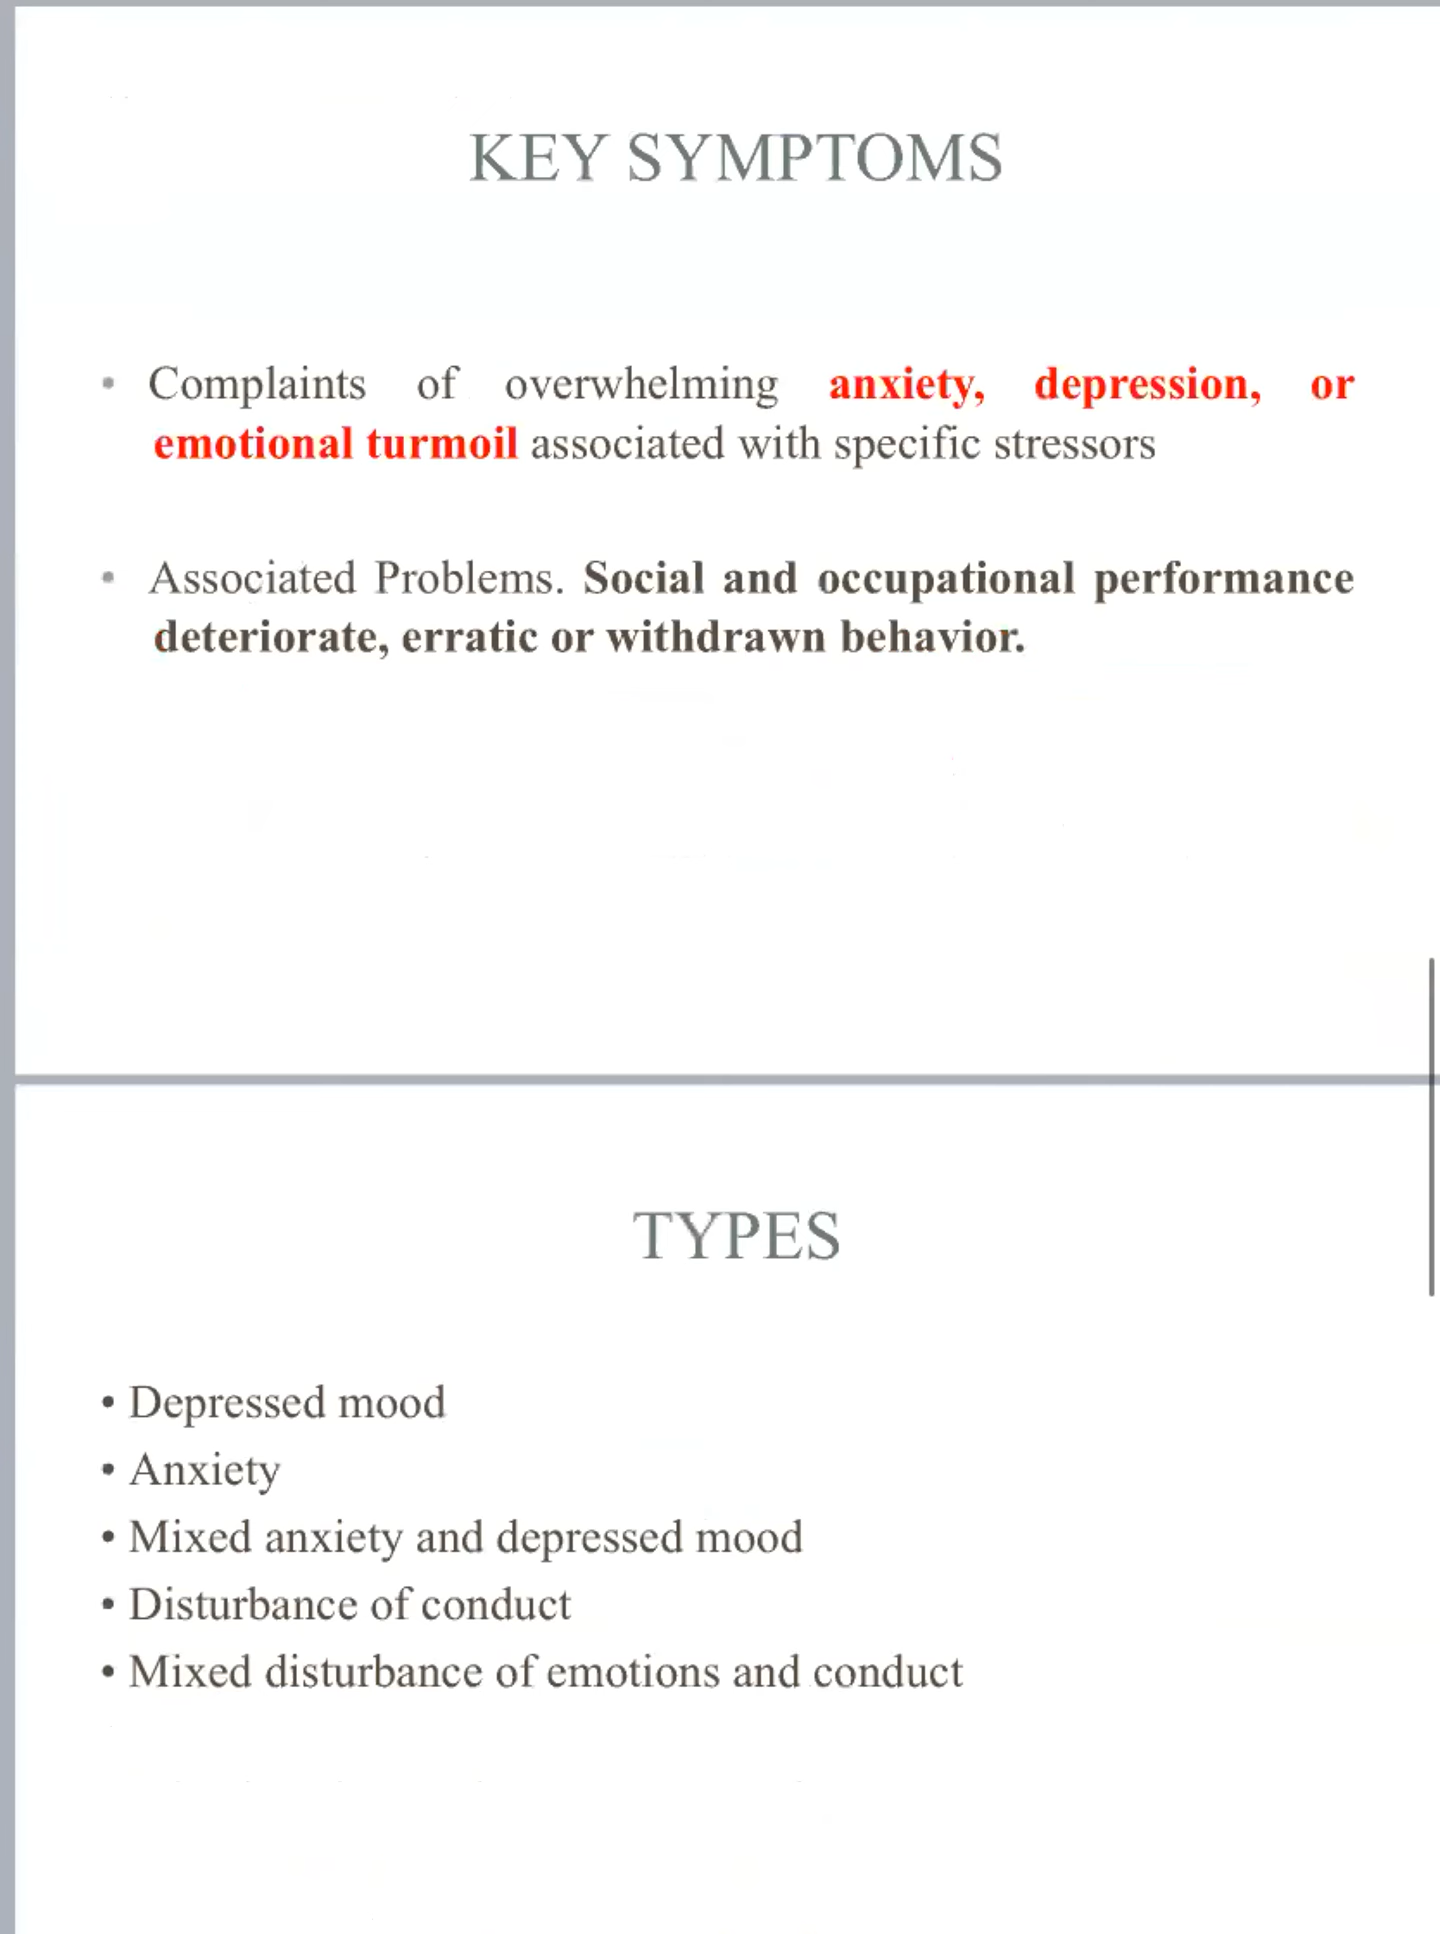 KEY SYMPTOMS
• Complaints of overwhelming anxiety, depression, or
emotional turmoil associated with specific stressors
• Associated Problems. Social and occupational performance
deteriorate, erratic or withdrawn behavior.
TYPES
• Depressed mood
• Anxiety
• Mixed anxiety and depressed mood
• Disturbance of conduct
• Mixed disturbance of emotions and conduct